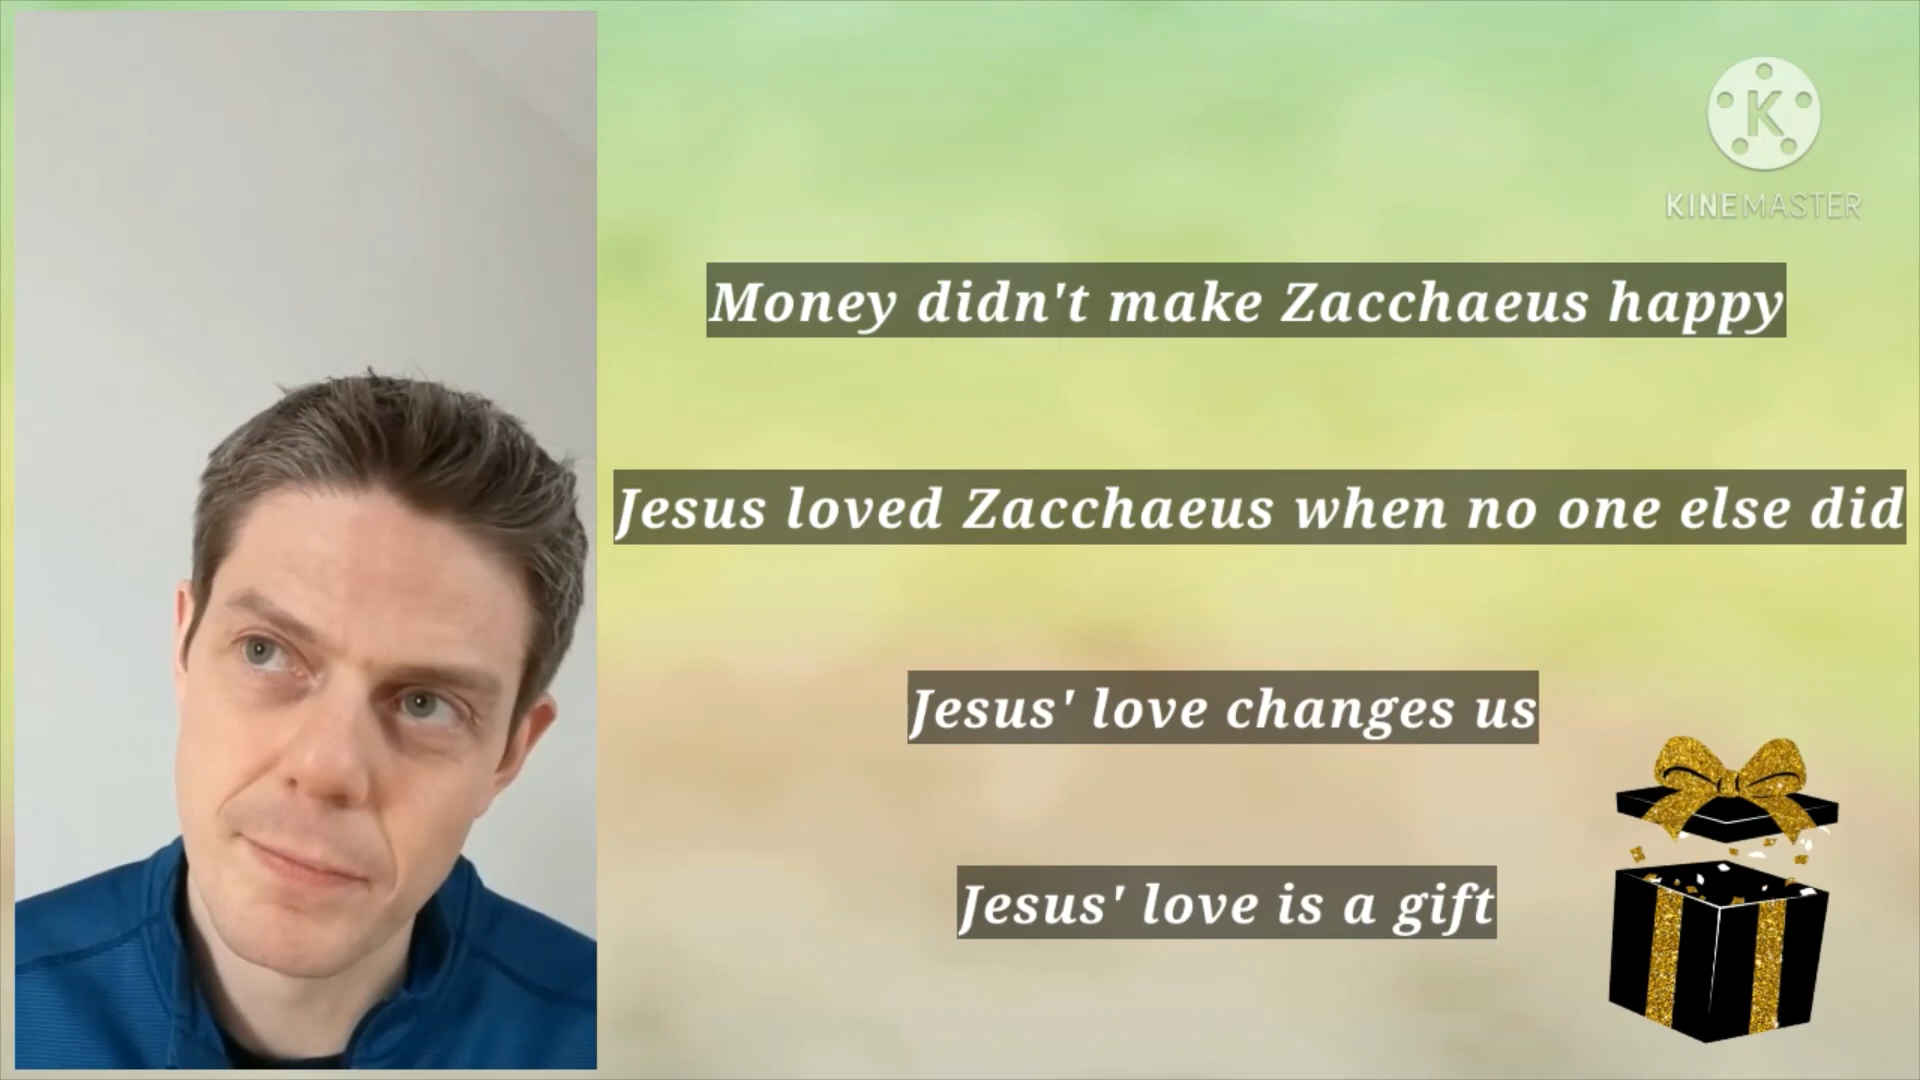 K
KINEMASTER
Money didn't make Zacchaeus happy
Jesus loved Zacchaeus when no one else did
Jesus' love changes us
Jesus' love is a gift